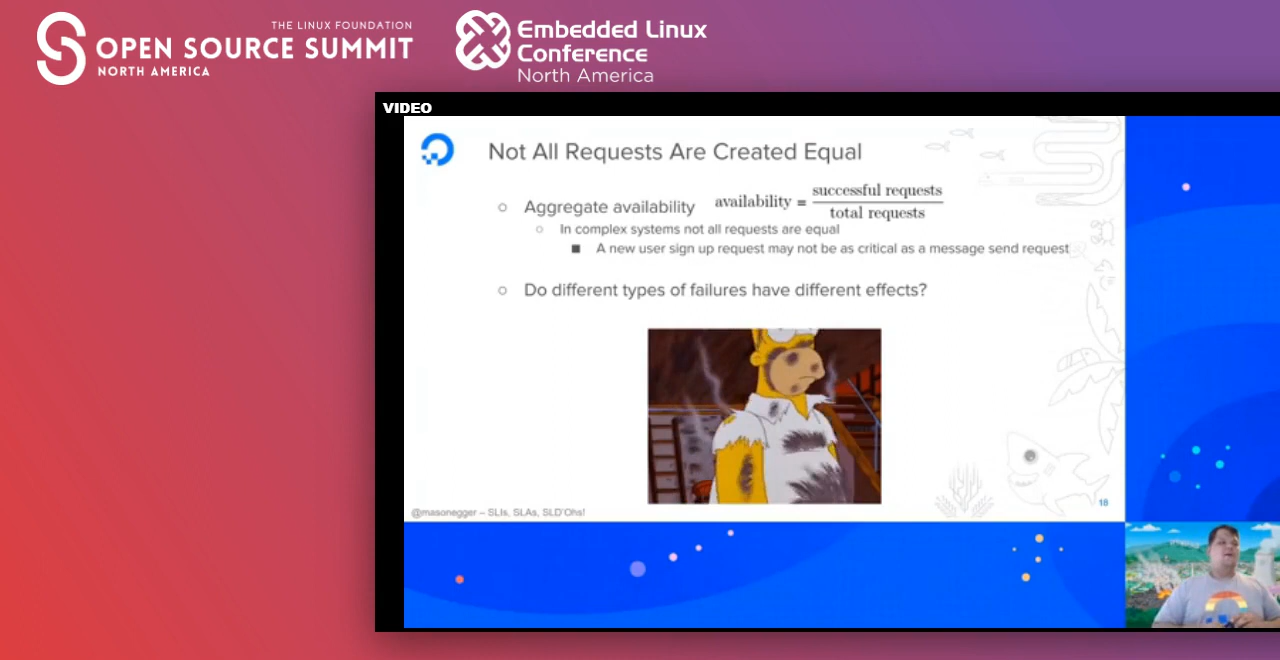 THE LINUX FOUNDATION
OPEN SOURCE SUMMIT
NORTH AMERICA
Embedded Linux
Conference
North America
VIDEO
Not All Requests Are Created Equal
Aggregate availability
availability = successful requests
total requests
In complex systems not all requests are equal
A new user sign up request may not be as critical as a message send request
Do different types of failures have different effects?
@masonegger – SLIs, SLAs, SLD'Ohs!
18